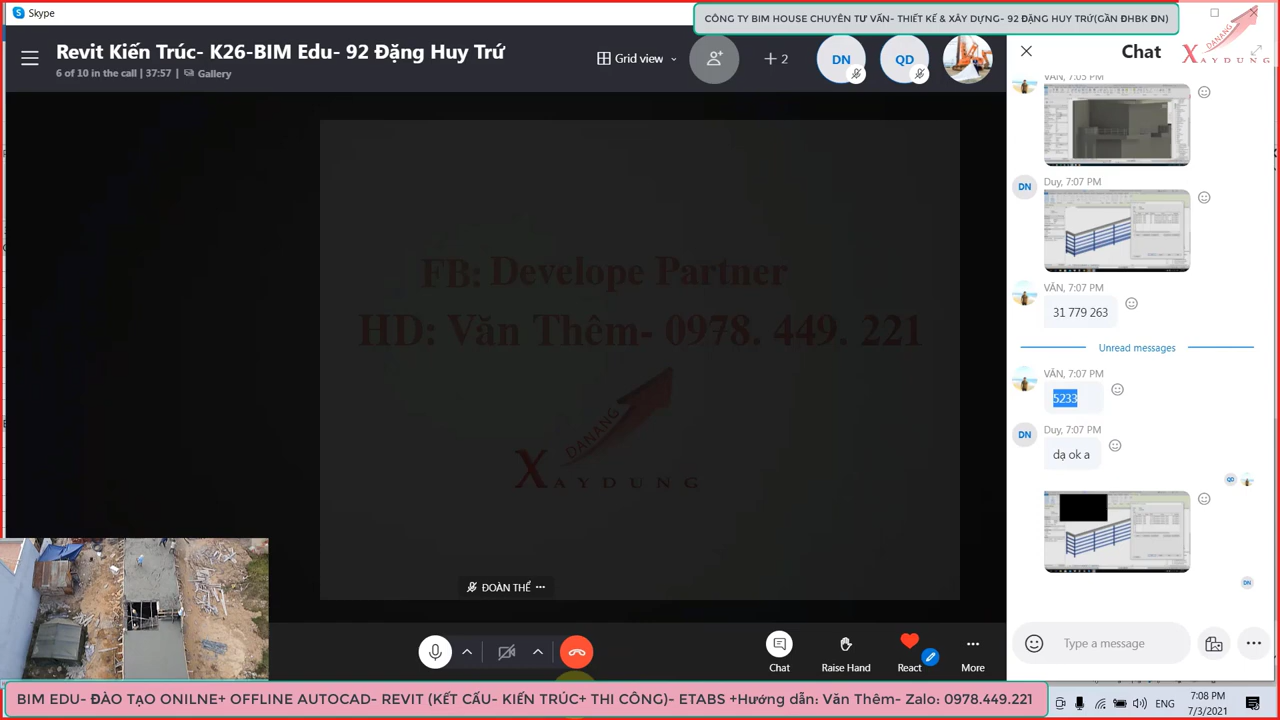 Skype
CÔNG TY BIM HOUSE CHUYÊN TƯ VẤN- THIẾT KẾ & XÂY DỰNG- 92 ĐẶNG HUY TRỨ(GẦN ĐHBK ĐN)
Revit Kiến Trúc- K26-BIM Edu- 92 Đặng Huy Trứ
6 of 10 in the call | 37:57 | Gallery
Grid view
+ 2
DN
QD
Chat
DANANG
XAYDUNG
VĂN, 7:05 PM
DN
Duy, 7:07 PM
VĂN, 7:07 PM
31 779 263
Unread messages
VĂN, 7:07 PM
5233
DN
Duy, 7:07 PM
dạ ok a
QD
DN
FB: Develope Partner
HD: Văn Thêm- 0978. 449. 221
DANANG
XAYDUNG
ĐOÀN THỂ
Chat
Raise Hand
React
More
Type a message
BIM EDU- ĐÀO TẠO ONILNE+ OFFLINE AUTOCAD- REVIT (KẾT CẤU- KIẾN TRÚC+ THI CÔNG)- ETABS +Hướng dẫn: Văn Thêm- Zalo: 0978.449.221
ENG
7:08 PM
7/3/2021